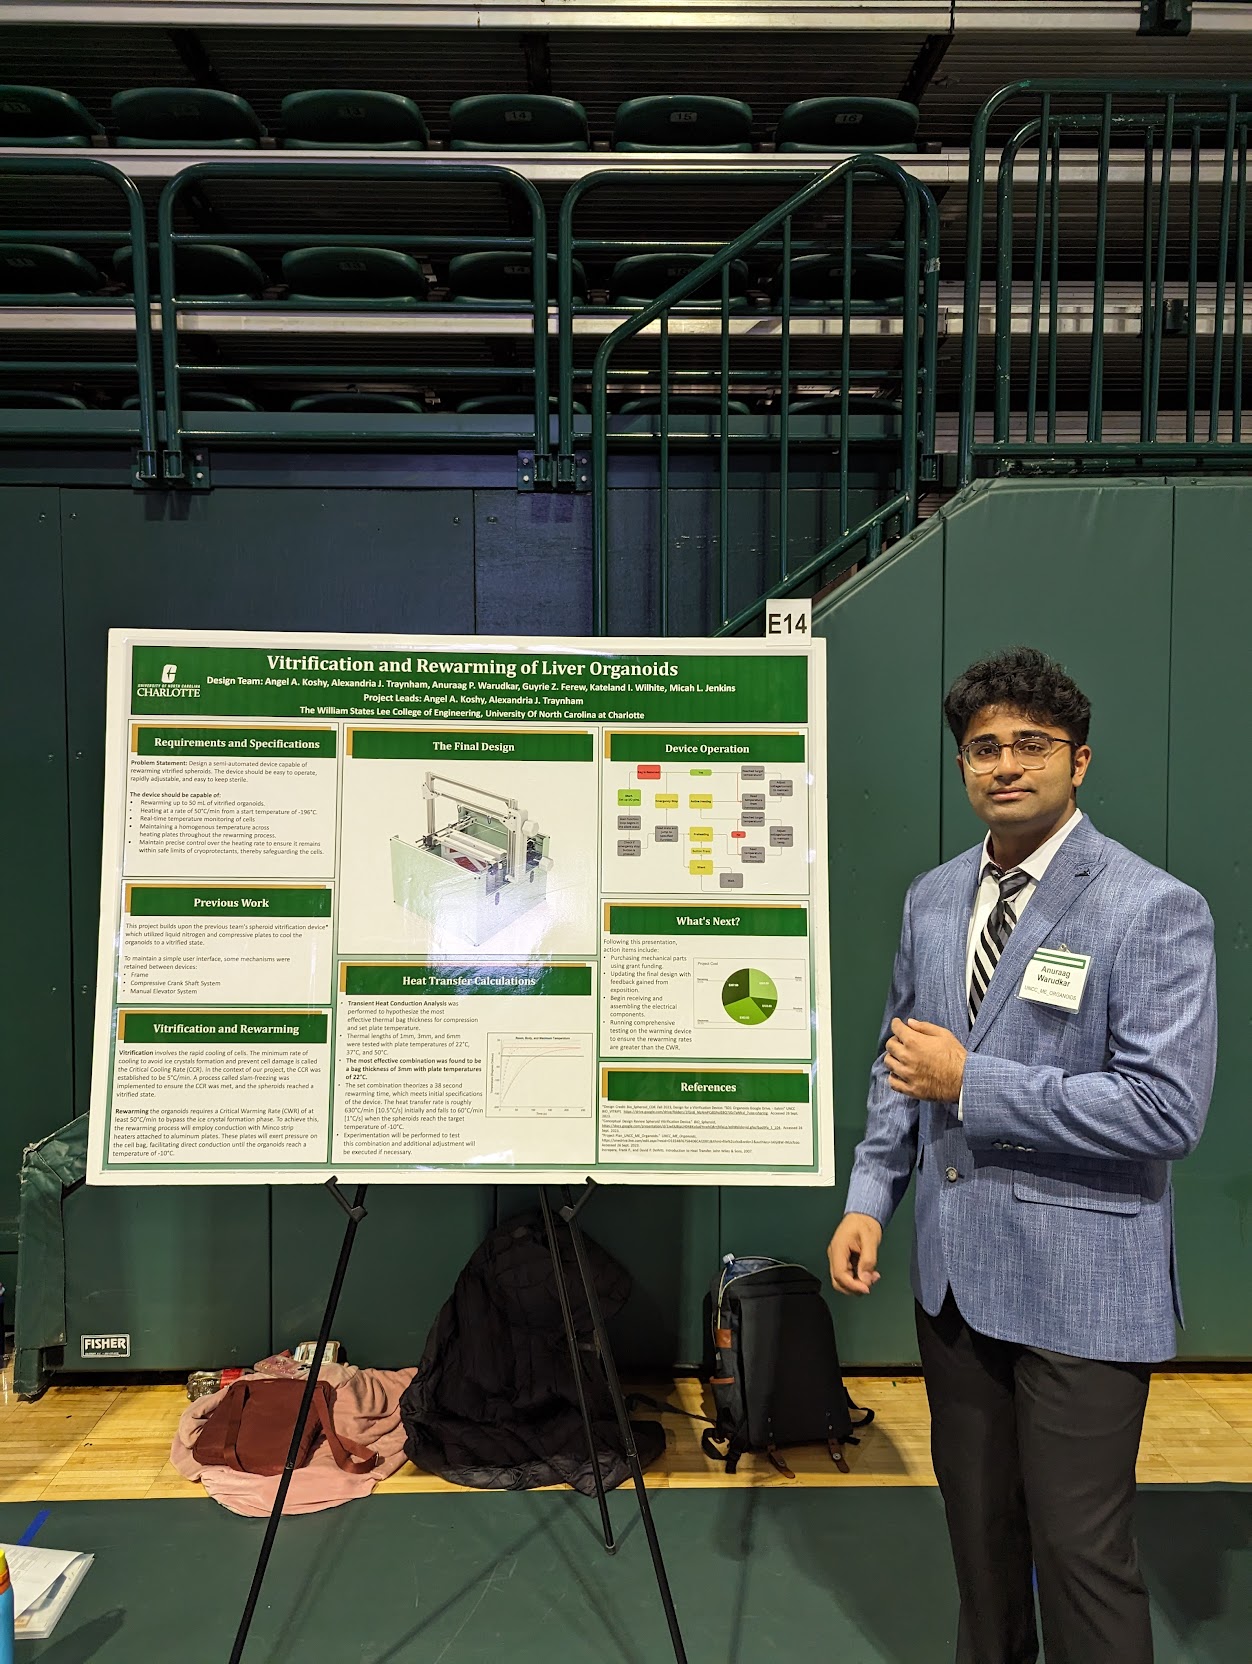 14
15
16
E14
UNIVERSITY OF NORTH CAROLINA
CHARLOTTE
Vitrification and Rewarming of Liver Organoids
Design Team: Angel A. Koshy, Alexandria J. Traynham, Anuraag P. Warudkar, Guyrie Z. Ferew, Kateland I. Wilhite, Micah L. Jenkins
Project Leads: Angel A. Koshy, Alexandria J. Traynham
The William States Lee College of Engineering, University Of North Carolina at Charlotte
Requirements and Specifications
Problem Statement: Design a semi-automated device capable of
rewarming vitrified spheroids. The device should be easy to operate,
rapidly adjustable, and easy to keep sterile.
The device should be capable of:
• Rewarming up to 50 mL of vitrified organoids.
• Heating at a rate of 50°C/min from a start temperature of -196°C.
• Real-time temperature monitoring of cells
• Maintaining a homogenous temperature across
heating plates throughout the rewarming process.
• Maintain precise control over the heating rate to ensure it remains
within safe limits of cryoprotectants, thereby safeguarding the cells.
Previous Work
This project builds upon the previous team's spheroid vitrification device*
which utilized liquid nitrogen and compressive plates to cool the
organoids to a vitrified state.
To maintain a simple user interface, some mechanisms were
retained between devices:
• Frame
• Compressive Crank Shaft System
• Manual Elevator System
Vitrification and Rewarming
Vitrification involves the rapid cooling of cells. The minimum rate of
cooling to avoid ice crystals formation and prevent cell damage is called
the Critical Cooling Rate (CCR). In the context of our project, the CCR was
established to be 5°C/min. A process called slam-freezing was
implemented to ensure the CCR was met, and the spheroids reached a
vitrified state.
Rewarming the organoids requires a Critical Warming Rate (CWR) of at
least 50°C/min to bypass the ice crystal formation phase. To achieve this,
the rewarming process will employ conduction with Minco strip
heaters attached to aluminum plates. These plates will exert pressure on
the cell bag, facilitating direct conduction until the organoids reach a
temperature of -10°C.
The Final Design
Heat Transfer Calculations
• Transient Heat Conduction Analysis was
performed to hypothesize the most
effective thermal bag thickness for compression
and set plate temperature.
• Thermal lengths of 1mm, 3mm, and 6mm
were tested with plate temperatures of 22°C,
37°C, and 50°C.
• The most effective combination was found to be
a bag thickness of 3mm with plate temperatures
of 22°C.
• The set combination theorizes a 38 second
rewarming time, which meets initial specifications
of the device. The heat transfer rate is roughly
630°C/min [10.5°C/s] initially and falls to 60°C/min
[1°C/s] when the spheroids reach the target
temperature of -10°C.
• Experimentation will be performed to test
this combination and additional adjustment will
be executed if necessary.
Device Operation
Emergency Stop
Preheating
What's Next?
Following this presentation,
action items include:
• Purchasing mechanical parts
using grant funding.
• Updating the final design with
feedback gained from
exposition.
• Begin receiving and
assembling the electrical
components.
• Running comprehensive
testing on the warming device
to ensure the rewarming rates
are greater than the CWR.
Project Cost
References
Anuraag
Warudkar
UNCC_ME_ORGANOIDS
FISHER